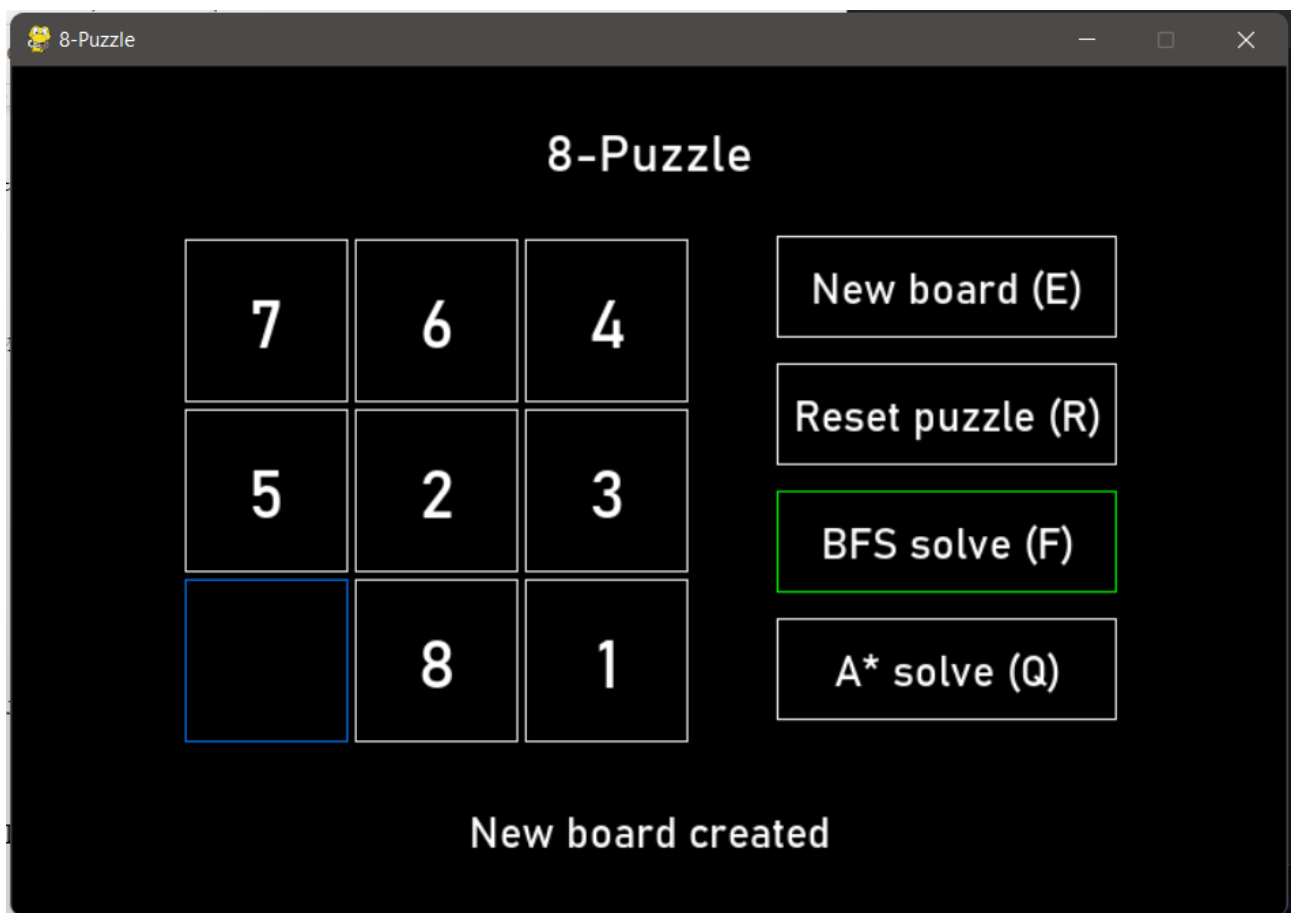 8-Puzzle
8-Puzzle
7 6 4
New board (E)
Reset puzzle (R)
5 2 3
BFS solve (F)
8 1
A* solve (Q)
New board created